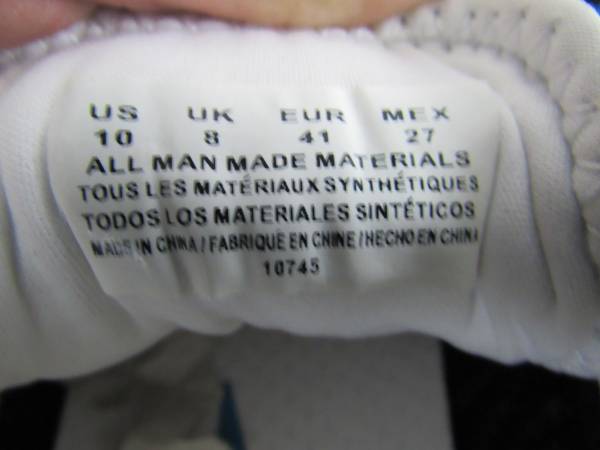 US UK EUR MEX
10 8 41 27
ALL MAN MADE MATERIALS
TOUS LES MATÉRIAUX SYNTHÉTIQUES
TODOS LOS MATERIALES SINTÉTICOS
MADE IN CHINA / FABRIQUÉ EN CHINE / HECHO EN CHINA
10745